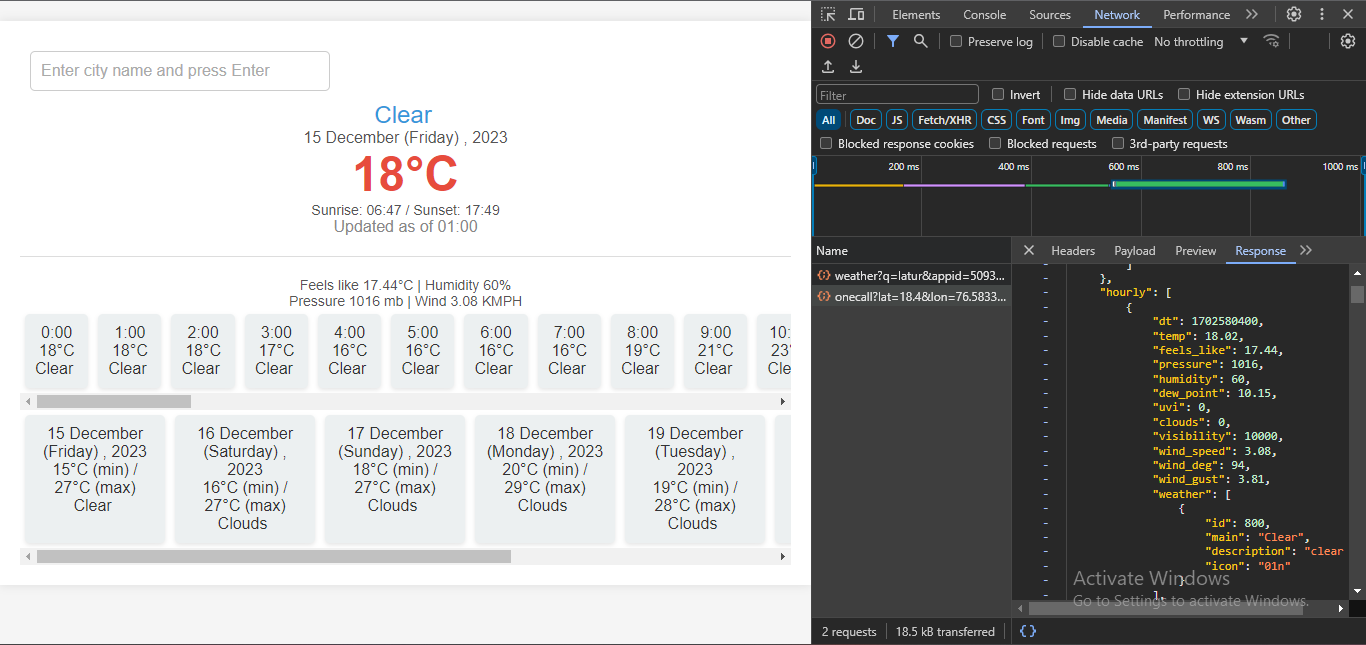 Enter city name and press Enter
Clear
15 December (Friday) , 2023
18°C
Sunrise: 06:47 / Sunset: 17:49
Updated as of 01:00
Feels like 17.44°C | Humidity 60%
Pressure 1016 mb | Wind 3.08 KMPH
0:00 1:00 2:00 3:00 4:00 5:00 6:00 7:00 8:00 9:00 10:
18°C 18°C 18°C 17°C 16°C 16°C 16°C 16°C 19°C 21°C 23°
Clear Clear Clear Clear Clear Clear Clear Clear Clear Clear Cle
15 December
(Friday) , 2023
15°C (min) /
27°C (max)
Clear
16 December
(Saturday) ,
2023
16°C (min) /
27°C (max)
Clouds
17 December
(Sunday) , 2023
18°C (min) /
27°C (max)
Clouds
18 December
(Monday) , 2023
20°C (min) /
29°C (max)
Clouds
19 December
(Tuesday) ,
2023
19°C (min) /
28°C (max)
Clouds
Elements Console Sources Network Performance
Preserve log Disable cache No throttling
Filter Invert Hide data URLs Hide extension URLs
All Doc JS Fetch/XHR CSS Font Img Media Manifest WS Wasm Other
Blocked response cookies Blocked requests 3rd-party requests
200 ms 400 ms 600 ms 800 ms 1000 ms
Name
weather?q=latur&appid=5093...
onecall?lat=18.4&lon=76.5833...
Headers Payload Preview Response
]
},
"hourly": [
{
"dt": 1702580400,
"temp": 18.02,
"feels_like": 17.44,
"pressure": 1016,
"humidity": 60,
"dew_point": 10.15,
"uvi": 0,
"clouds": 0,
"visibility": 10000,
"wind_speed": 3.08,
"wind_deg": 94,
"wind_gust": 3.81,
"weather": [
{
"id": 800,
"main": "Clear",
"description": "clear
"icon": "01n"
}
],
Activate Windows
Go to Settings to activate Windows.
2 requests 18.5 kB transferred { }